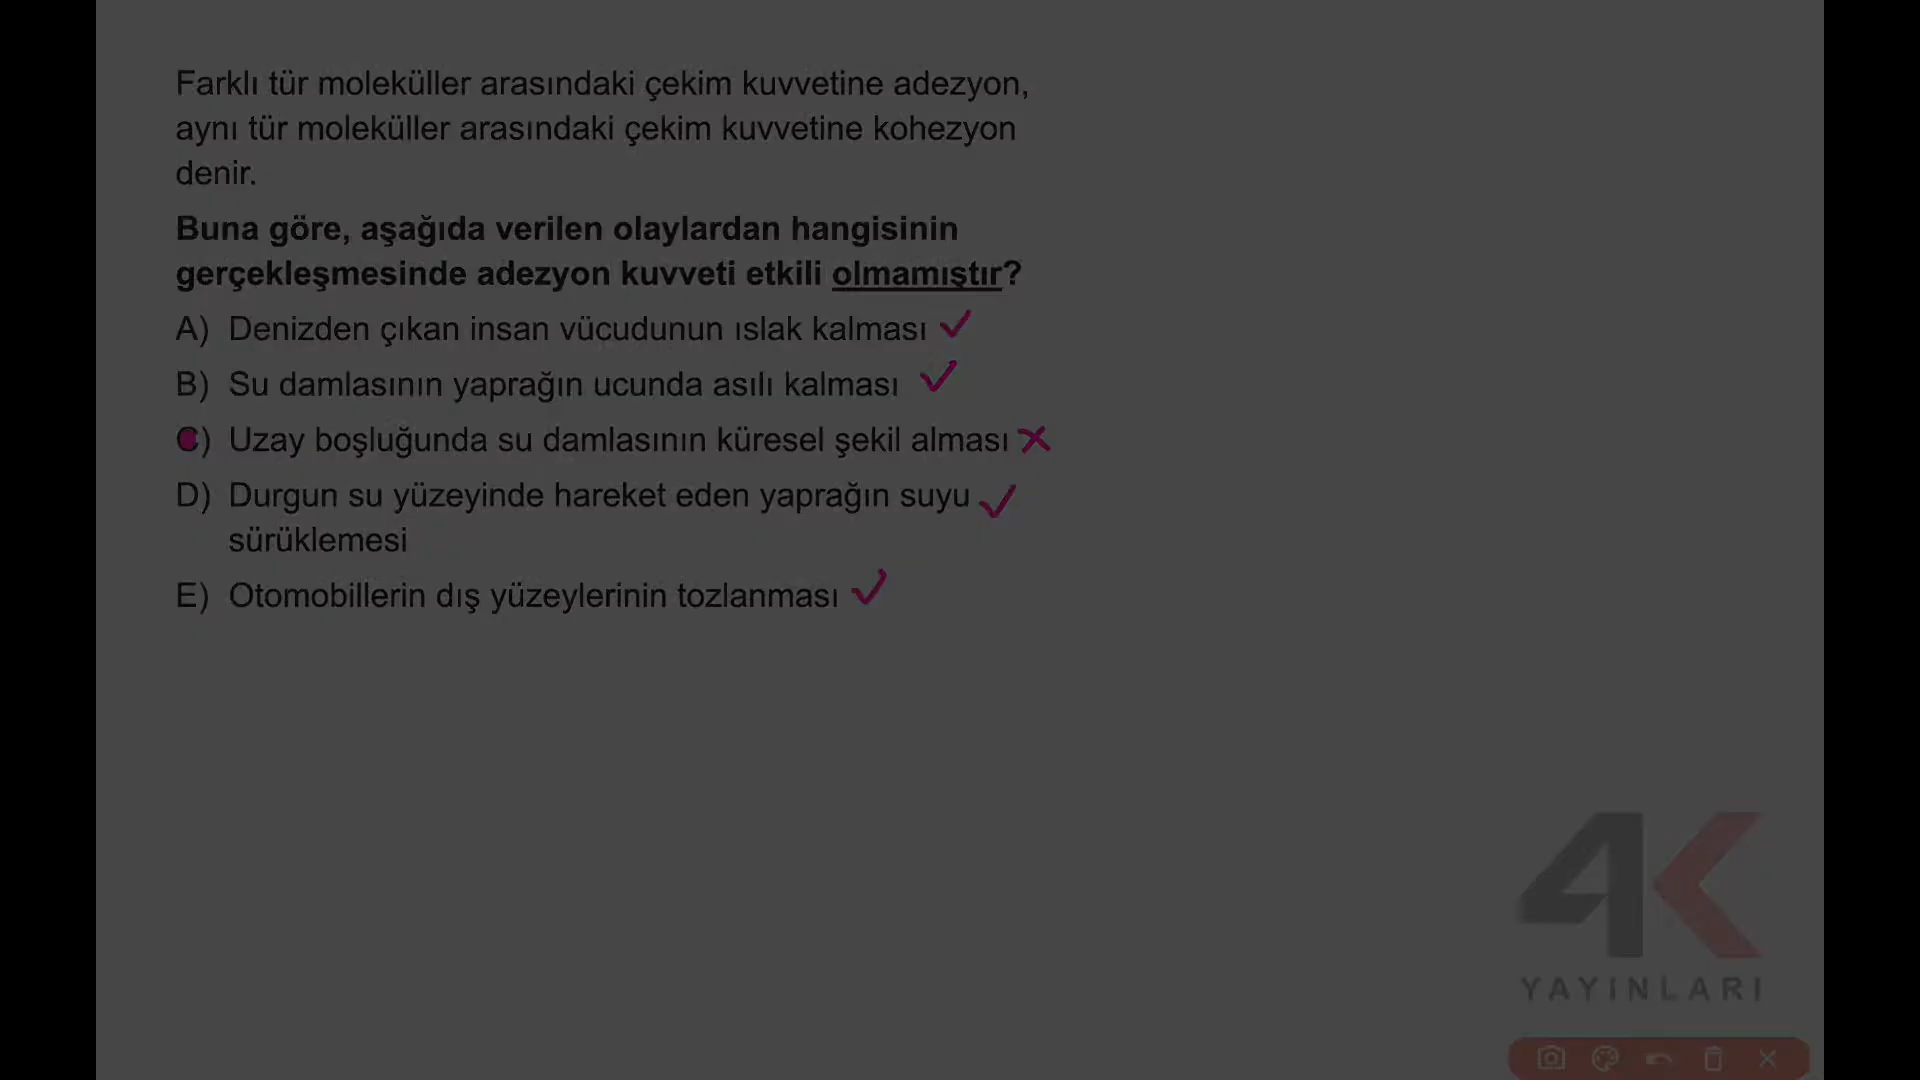 Farklı tür moleküller arasındaki çekim kuvvetine adezyon,
aynı tür moleküller arasındaki çekim kuvvetine kohezyon
denir.
Buna göre, aşağıda verilen olaylardan hangisinin
gerçekleşmesinde adezyon kuvveti etkili olmamıştır?
A) Denizden çıkan insan vücudunun ıslak kalması
B) Su damlasının yaprağın ucunda asılı kalması
C) Uzay boşluğunda su damlasının küresel şekil alması
D) Durgun su yüzeyinde hareket eden yaprağın suyu
sürüklemesi
E) Otomobillerin dış yüzeylerinin tozlanması
4K
YAYINLARI